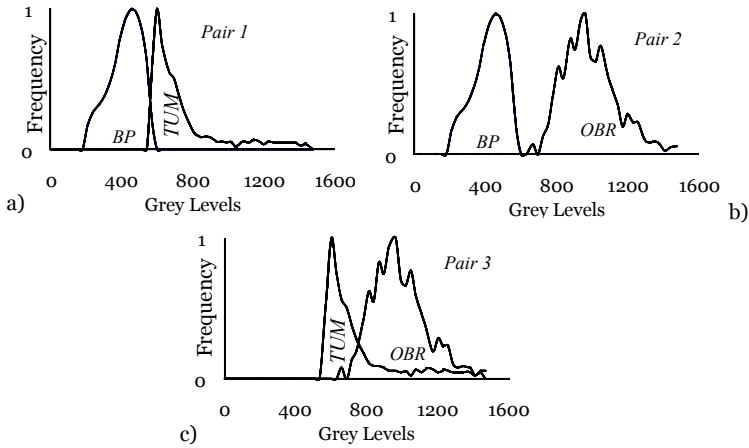 1
Frequency
Pair 1
BP
TUM
0
0 400 800 1200 1600
Grey Levels
a)
1
Frequency
Pair 2
BP
OBR
0
0 400 800 1200 1600
Grey Levels
b)
1
Frequency
Pair 3
TUM
OBR
0
0 400 800 1200 1600
Grey Levels
c)